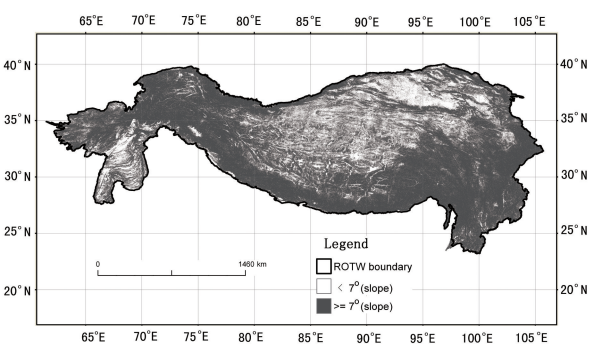 65°E 70°E 75°E 80°E 85°E 90°E 95°E 100°E 105°E
40°N 40°N
35°N 35°N
30°N 30°N
25°N 25°N
20°N 20°N
Legend
ROTW boundary
< 7°(slope)
>= 7°(slope)
0 1460 km
65°E 70°E 75°E 80°E 85°E 90°E 95°E 100°E 105°E